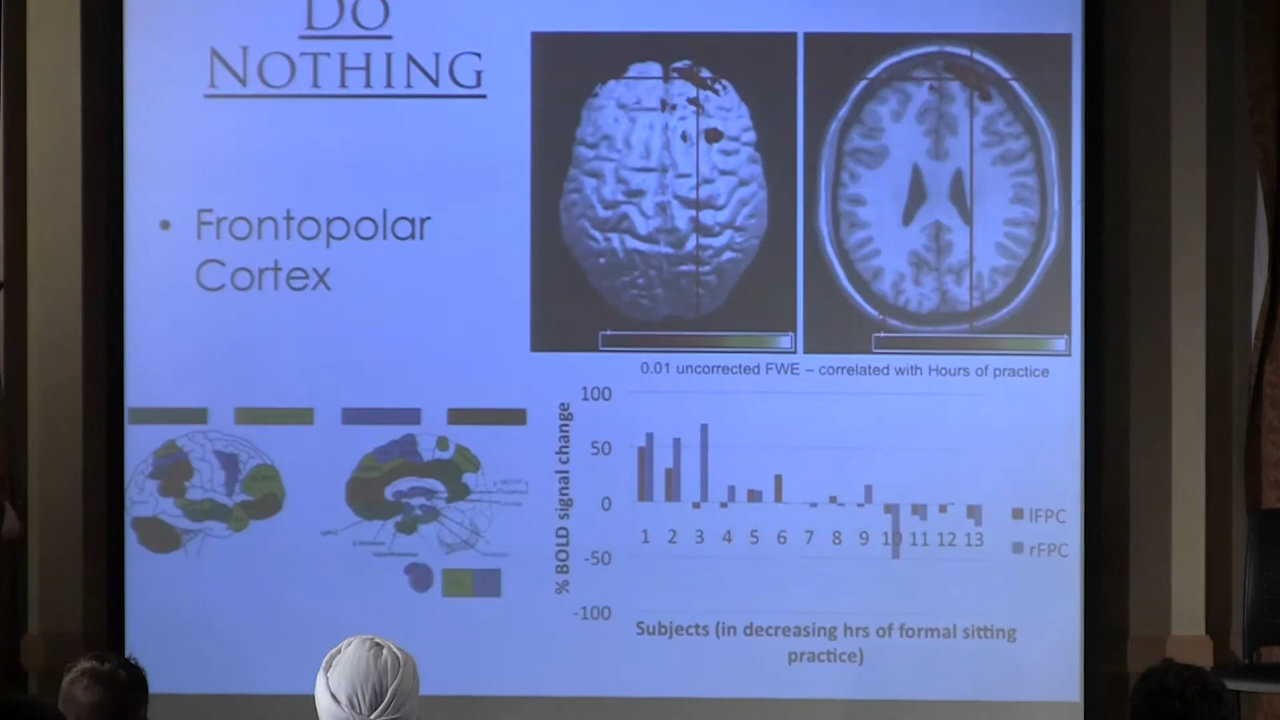 DO
NOTHING
• Frontopolar
Cortex
0.01 uncorrected FWE – correlated with Hours of practice
% BOLD signal change
100
50
0
-50
-100
1 2 3 4 5 6 7 8 9 10 11 12 13
lFPC
rFPC
Subjects (in decreasing hrs of formal sitting
practice)